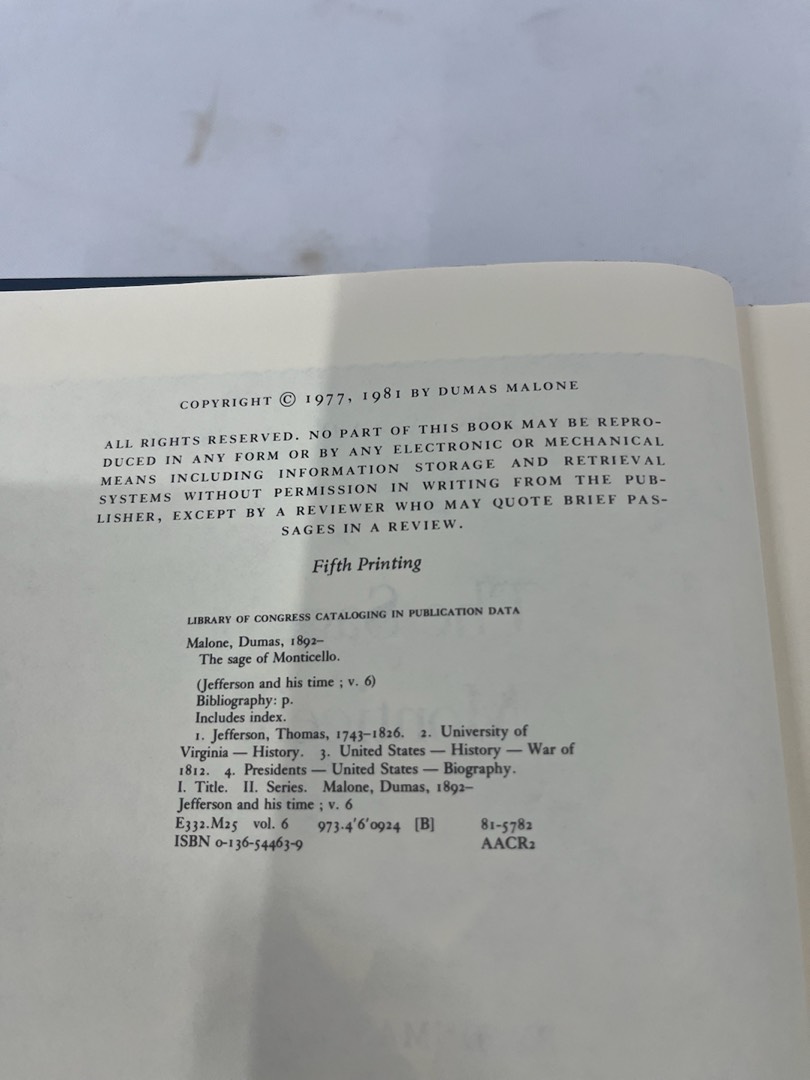 COPYRIGHT © 1977, 1981 BY DUMAS MALONE
ALL RIGHTS RESERVED. NO PART OF THIS BOOK MAY BE REPRO-
DUCED IN ANY FORM OR BY ANY ELECTRONIC OR MECHANICAL
MEANS INCLUDING INFORMATION STORAGE AND RETRIEVAL
SYSTEMS WITHOUT PERMISSION IN WRITING FROM THE PUB-
LISHER, EXCEPT BY A REVIEWER WHO MAY QUOTE BRIEF PAS-
SAGES IN A REVIEW.
Fifth Printing
LIBRARY OF CONGRESS CATALOGING IN PUBLICATION DATA
Malone, Dumas, 1892–
The sage of Monticello.
(Jefferson and his time ; v. 6)
Bibliography: p.
Includes index.
1. Jefferson, Thomas, 1743–1826. 2. University of
Virginia — History. 3. United States — History — War of
1812. 4. Presidents — United States — Biography.
I. Title. II. Series. Malone, Dumas, 1892–
Jefferson and his time ; v. 6
E332.M25 vol. 6 973.4'6'0924 [B] 81-5782
ISBN 0-136-54463-9 AACR2